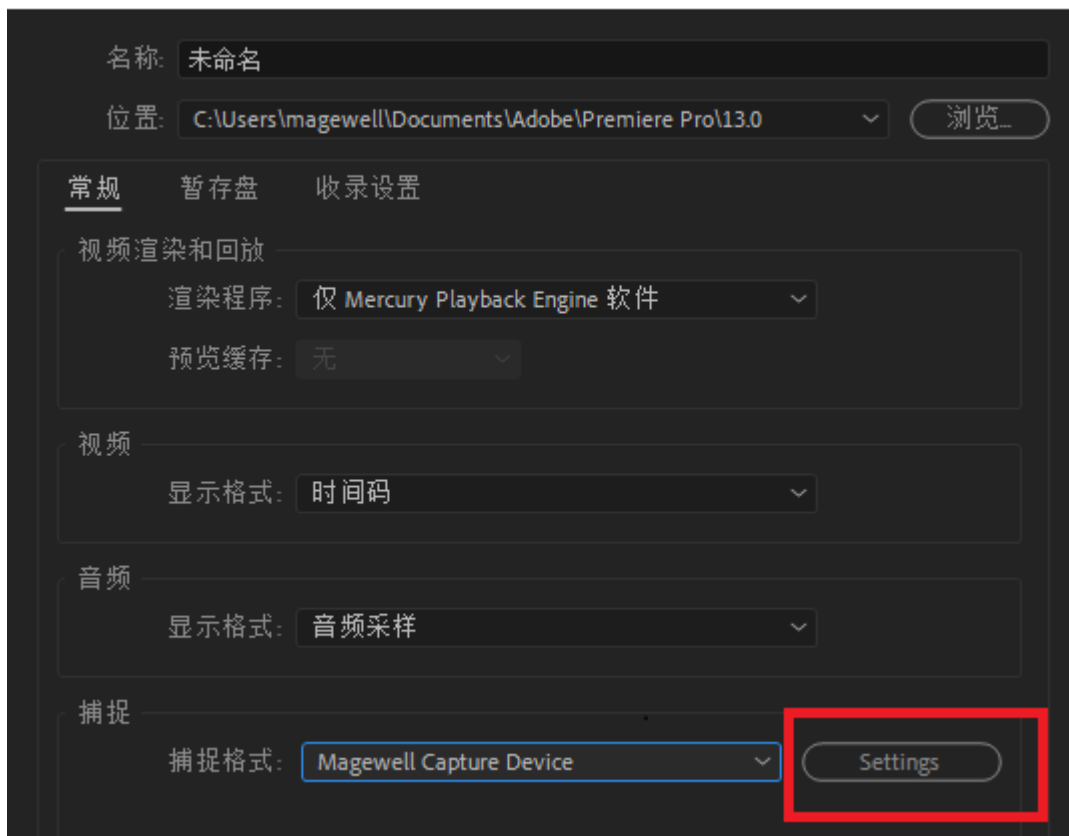 名称: 未命名
位置: C:\Users\magewell\Documents\Adobe\Premiere Pro\13.0 浏览...
常规 暂存盘 收录设置
视频渲染和回放
渲染程序: 仅 Mercury Playback Engine 软件
预览缓存: 无
视频
显示格式: 时间码
音频
显示格式: 音频采样
捕捉
捕捉格式: Magewell Capture Device Settings